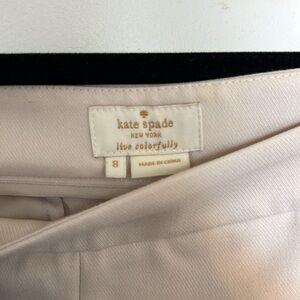 kate spade
NEW YORK
live colorfully
8
MADE IN CHINA